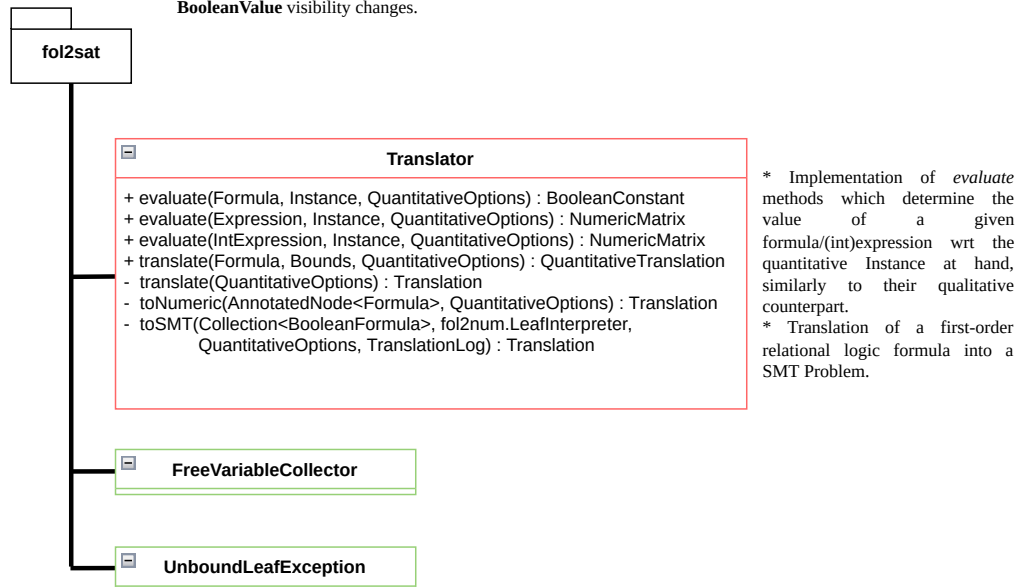 BooleanValue visibility changes.
fol2sat
Translator
+ evaluate(Formula, Instance, QuantitativeOptions) : BooleanConstant
+ evaluate(Expression, Instance, QuantitativeOptions) : NumericMatrix
+ evaluate(IntExpression, Instance, QuantitativeOptions) : NumericMatrix
+ translate(Formula, Bounds, QuantitativeOptions) : QuantitativeTranslation
- translate(QuantitativeOptions) : Translation
- toNumeric(AnnotatedNode<Formula>, QuantitativeOptions) : Translation
- toSMT(Collection<BooleanFormula>, fol2num.LeafInterpreter,
QuantitativeOptions, TranslationLog) : Translation
* Implementation of evaluate
methods which determine the
value of a given
formula/(int)expression wrt the
quantitative Instance at hand,
similarly to their qualitative
counterpart.
* Translation of a first-order
relational logic formula into a
SMT Problem.
FreeVariableCollector
UnboundLeafException